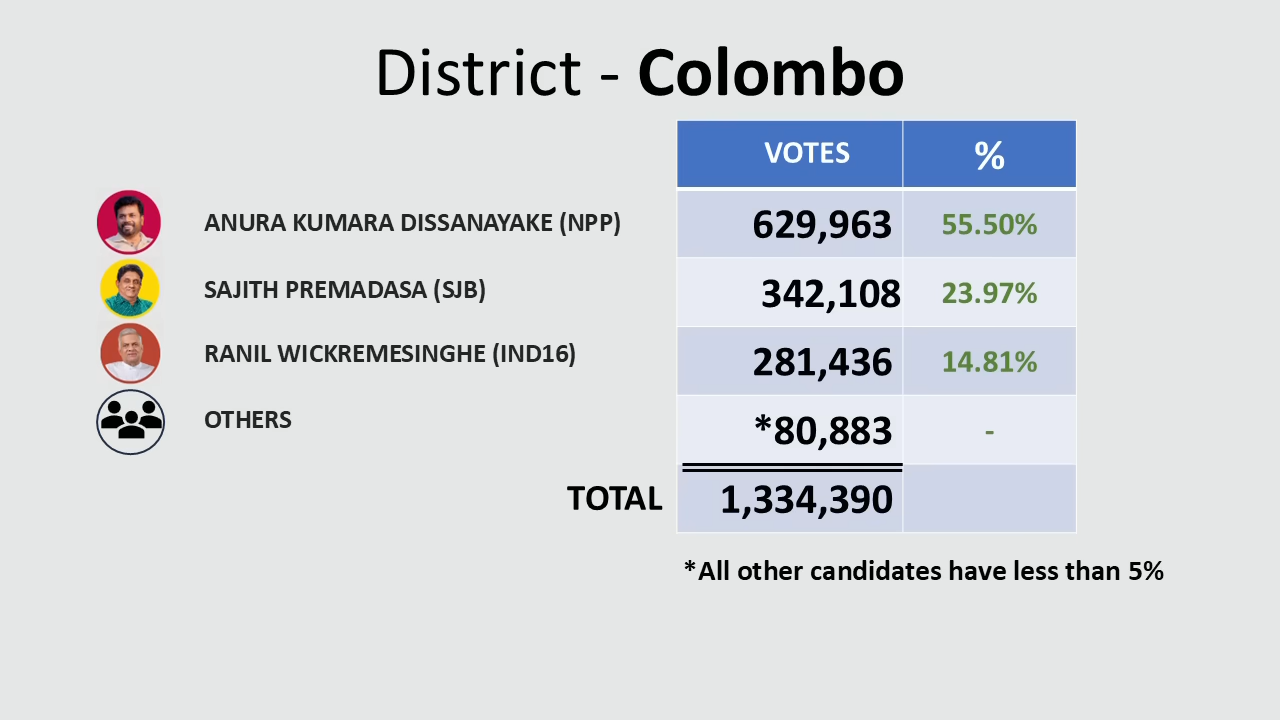 District - Colombo
VOTES %
ANURA KUMARA DISSANAYAKE (NPP) 629,963 55.50%
SAJITH PREMADASA (SJB) 342,108 23.97%
RANIL WICKREMESINGHE (IND16) 281,436 14.81%
OTHERS *80,883 -
TOTAL 1,334,390
*All other candidates have less than 5%